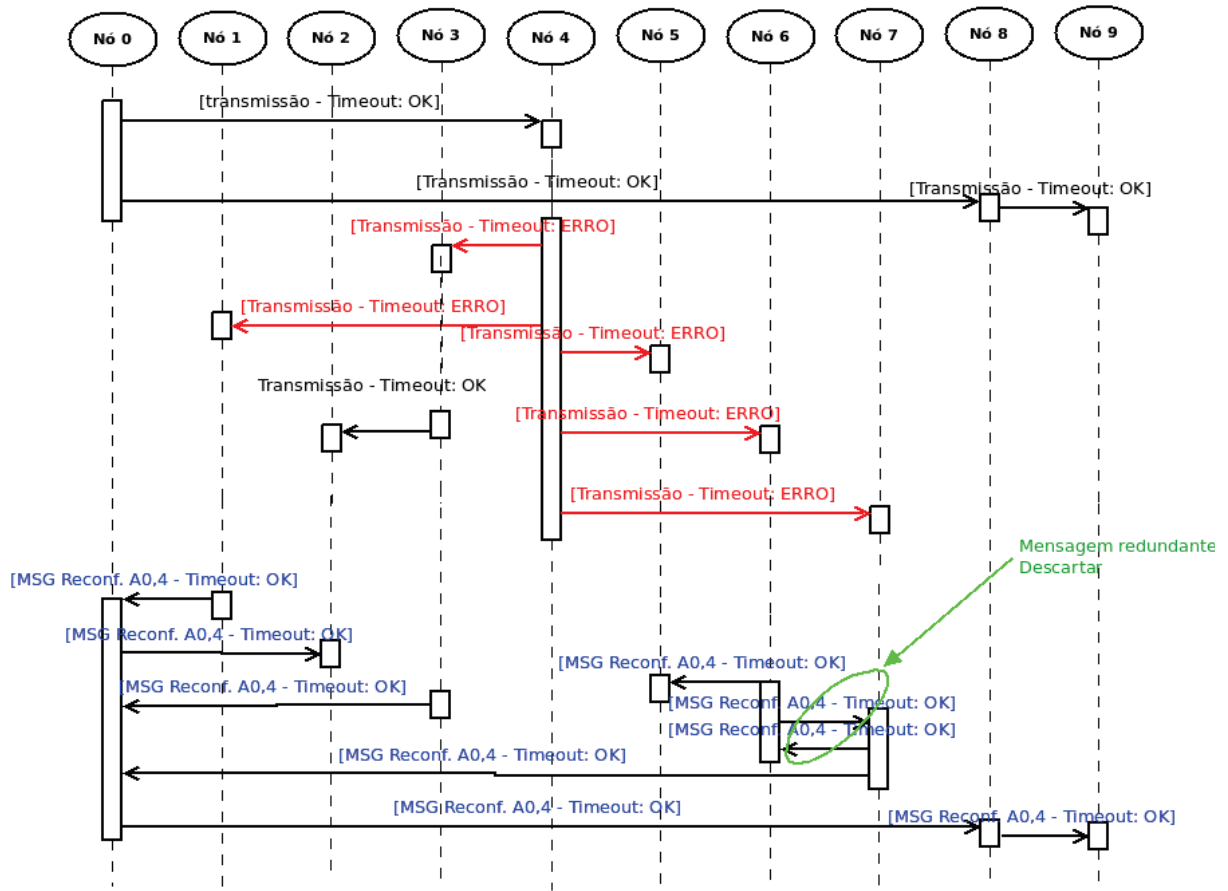 Nó 0
Nó 1
Nó 2
Nó 3
Nó 4
Nó 5
Nó 6
Nó 7
Nó 8
Nó 9
[transmissão - Timeout: OK]
[Transmissão - Timeout: OK]
[Transmissão - Timeout: OK]
[Transmissão - Timeout: ERRO]
[Transmissão - Timeout: ERRO]
[Transmissão - Timeout: ERRO]
Transmissão - Timeout: OK
[Transmissão - Timeout: ERRO]
[Transmissão - Timeout: ERRO]
Mensagem redundante
Descartar
[MSG Reconf. A0,4 - Timeout: OK]
[MSG Reconf. A0,4 - Timeout: OK]
[MSG Reconf. A0,4 - Timeout: OK]
[MSG Reconf. A0,4 - Timeout: OK]
[MSG Reconf. A0,4 - Timeout: OK]
[MSG Reconf. A0,4 - Timeout: OK]
[MSG Reconf. A0,4 - Timeout: OK]
[MSG Reconf. A0,4 - Timeout: OK]
[MSG Reconf. A0,4 - Timeout: OK]